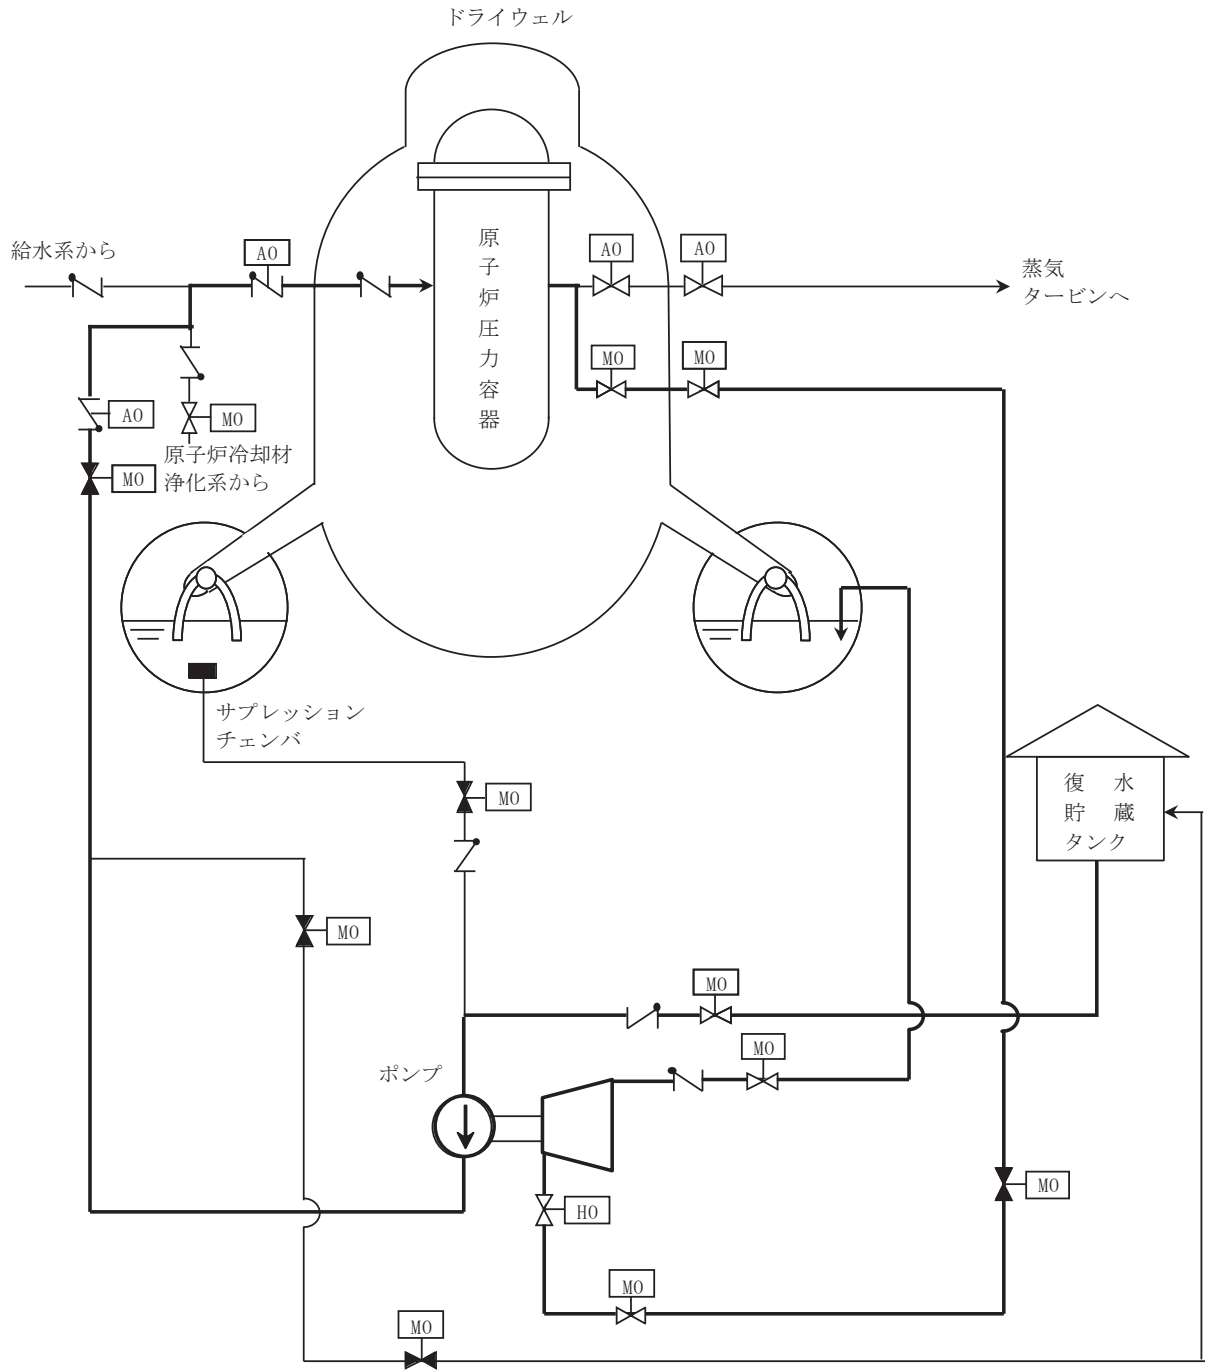 ドライウェル
給水系から
AO
AO
AO
蒸気
タービンへ
原子炉圧力容器
MO
MO
AO
MO
原子炉冷却材
浄化系から
MO
サプレッション
チェンバ
MO
復水
貯蔵
タンク
MO
MO
ポンプ
MO
MO
HO
MO
MO